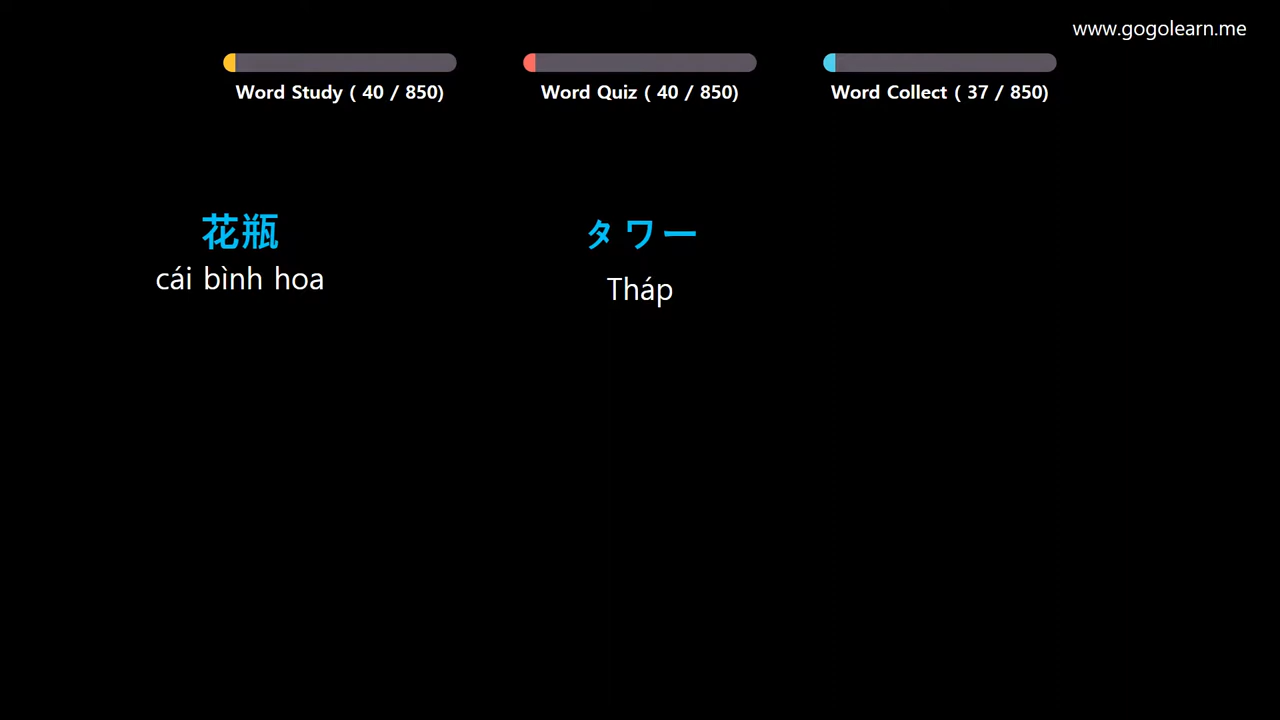 www.gogolearn.me
Word Study ( 40 / 850)
Word Quiz ( 40 / 850)
Word Collect ( 37 / 850)
花瓶
cái bình hoa
タワー
Tháp